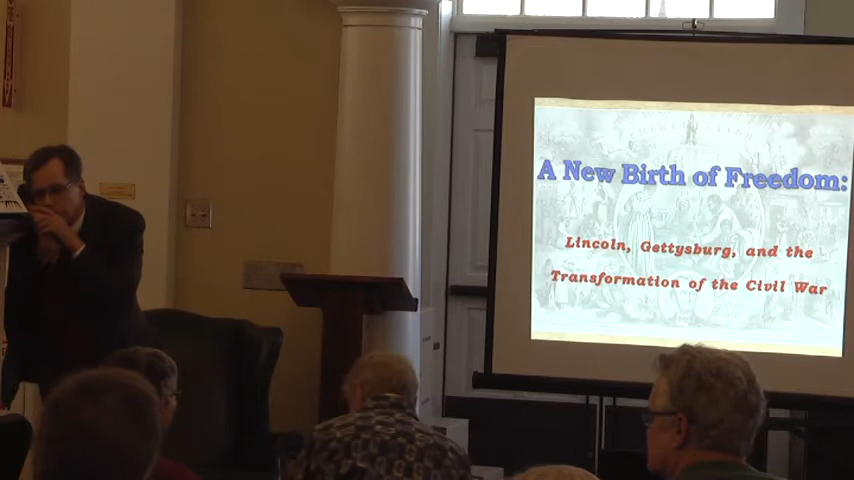 A New Birth of Freedom:
Lincoln, Gettysburg, and the
Transformation of the Civil War